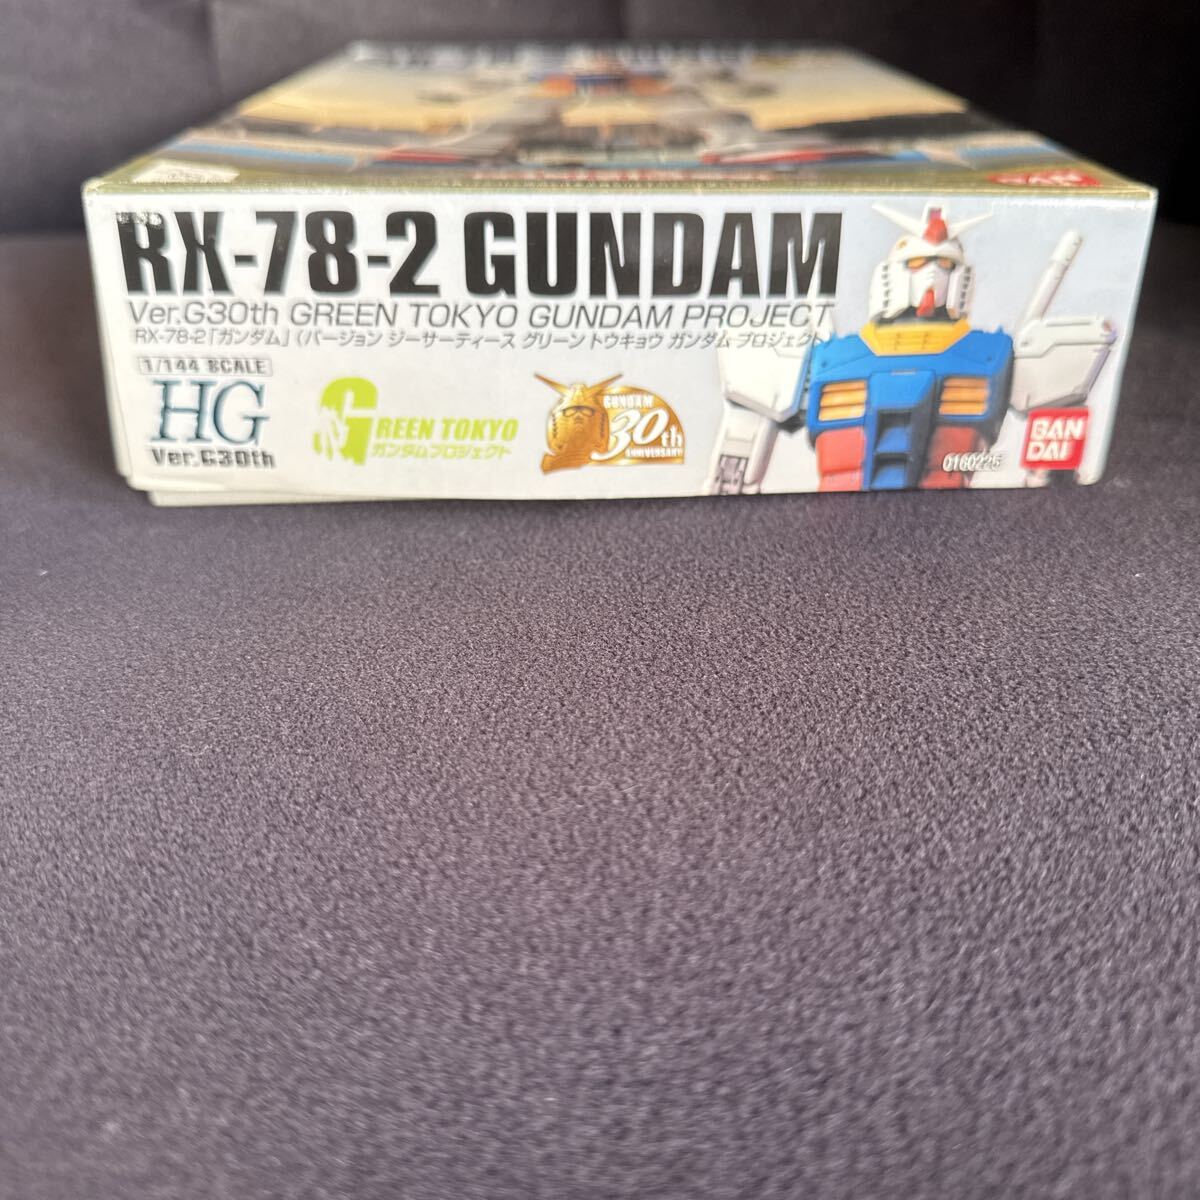 RX-78-2 GUNDAM
Ver.G30th GREEN TOKYO GUNDAM PROJECT
RX-78-2「ガンダム」(バージョン ジーサーティース グリーン トウキョウ ガンダム プロジェクト
1/144 SCALE
HG
Ver.G30th
GREEN TOKYO
ガンダムプロジェクト
GUNDAM
30th
ANNIVERSARY
0160225
BAN
DAI